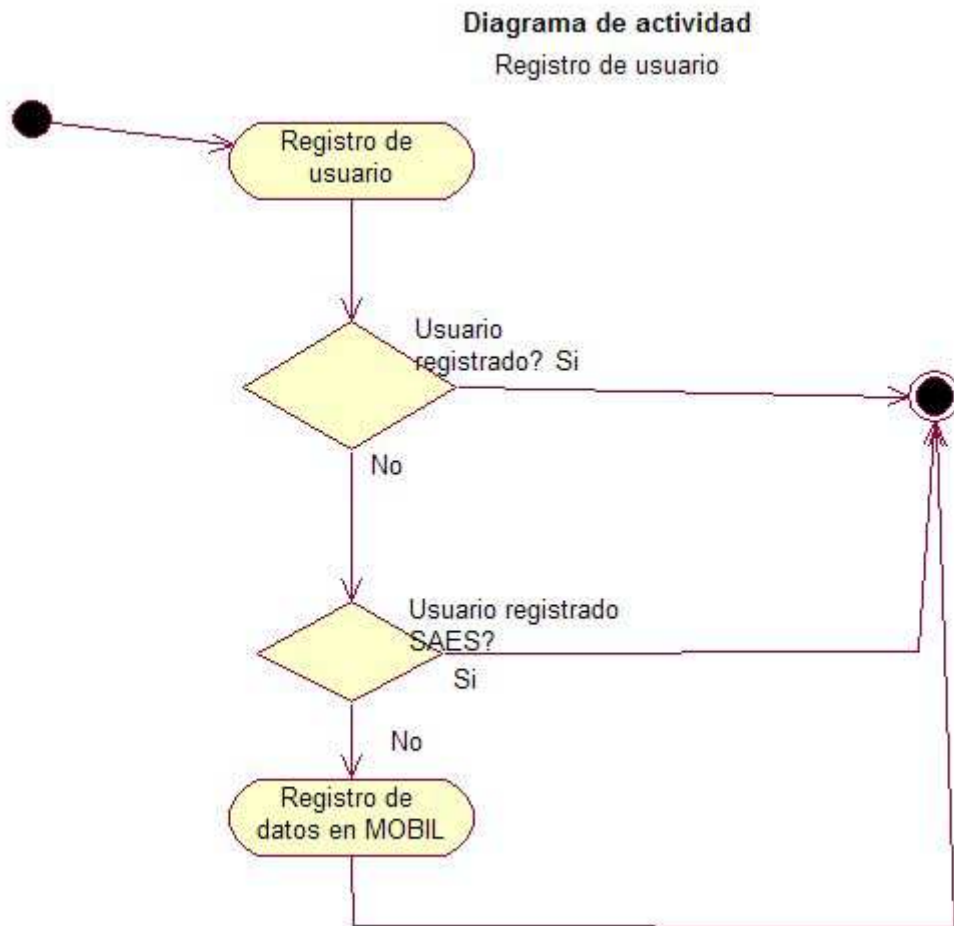 Diagrama de actividad
Registro de usuario
Registro de
usuario
Usuario
registrado? Si
No
Usuario registrado
SAES?
Si
No
Registro de
datos en MOBIL